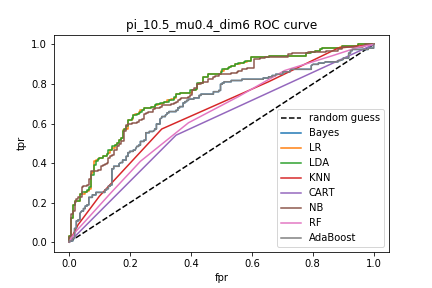 pi_10.5_mu0.4_dim6 ROC curve
1.0
0.8
0.6
0.4
0.2
0.0
tpr
random guess
Bayes
LR
LDA
KNN
CART
NB
RF
AdaBoost
0.0 0.2 0.4 0.6 0.8 1.0
fpr